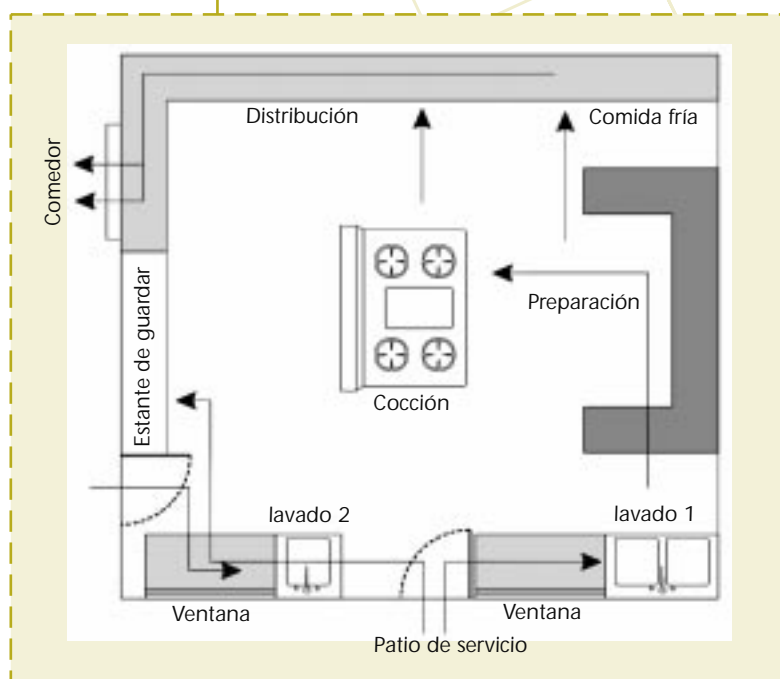 Distribución
Comida fría
Comedor
Estante de guardar
Preparación
Cocción
lavado 2
lavado 1
Ventana
Ventana
Patio de servicio